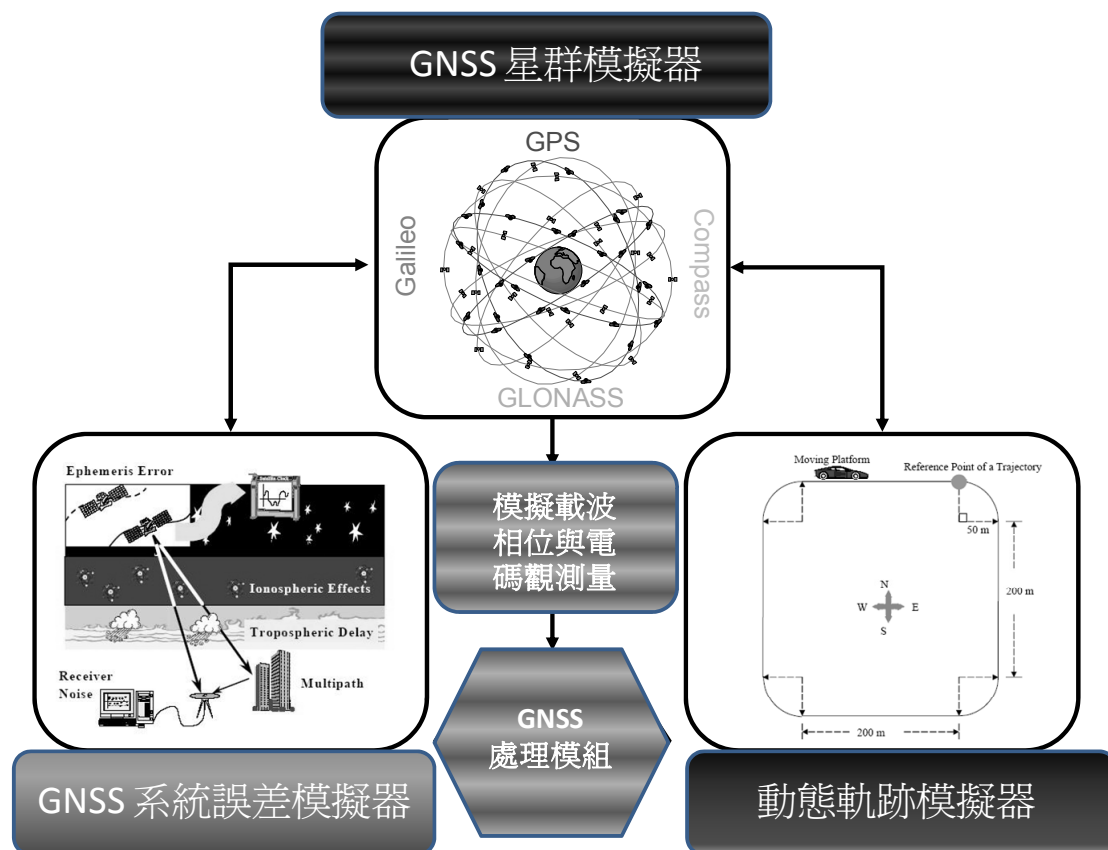 GNSS 星群模擬器
GPS
Galileo
Compass
GLONASS
Ephemeris Error
Ionospheric Effects
Tropospheric Delay
Receiver
Noise
Multipath
GNSS 系統誤差模擬器
模擬載波
相位與電
碼觀測量
GNSS
處理模組
Moving Platform
Reference Point of a Trajectory
50 m
200 m
N
W
E
S
200 m
動態軌跡模擬器